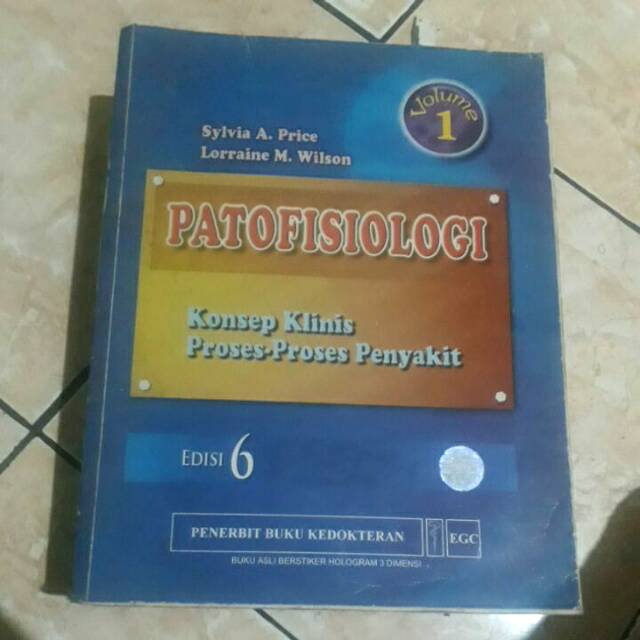 Volume
1
Sylvia A. Price
Lorraine M. Wilson
PATOFISIOLOGI
Konsep Klinis
Proses-Proses Penyakit
EDISI 6
PENERBIT BUKU KEDOKTERAN EGC
BUKU ASLI BERSTIKER HOLOGRAM 3 DIMENSI